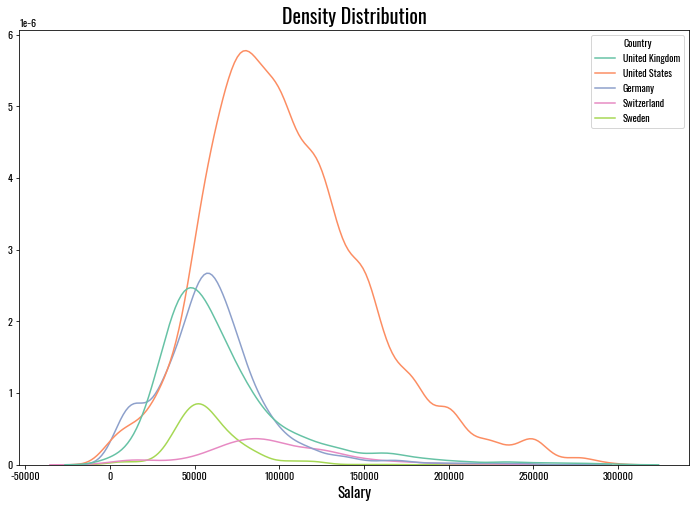 Density Distribution
1e-6
6
5
4
3
2
1
0
Country
United Kingdom
United States
Germany
Switzerland
Sweden
-50000 0 50000 100000 150000 200000 250000 300000
Salary